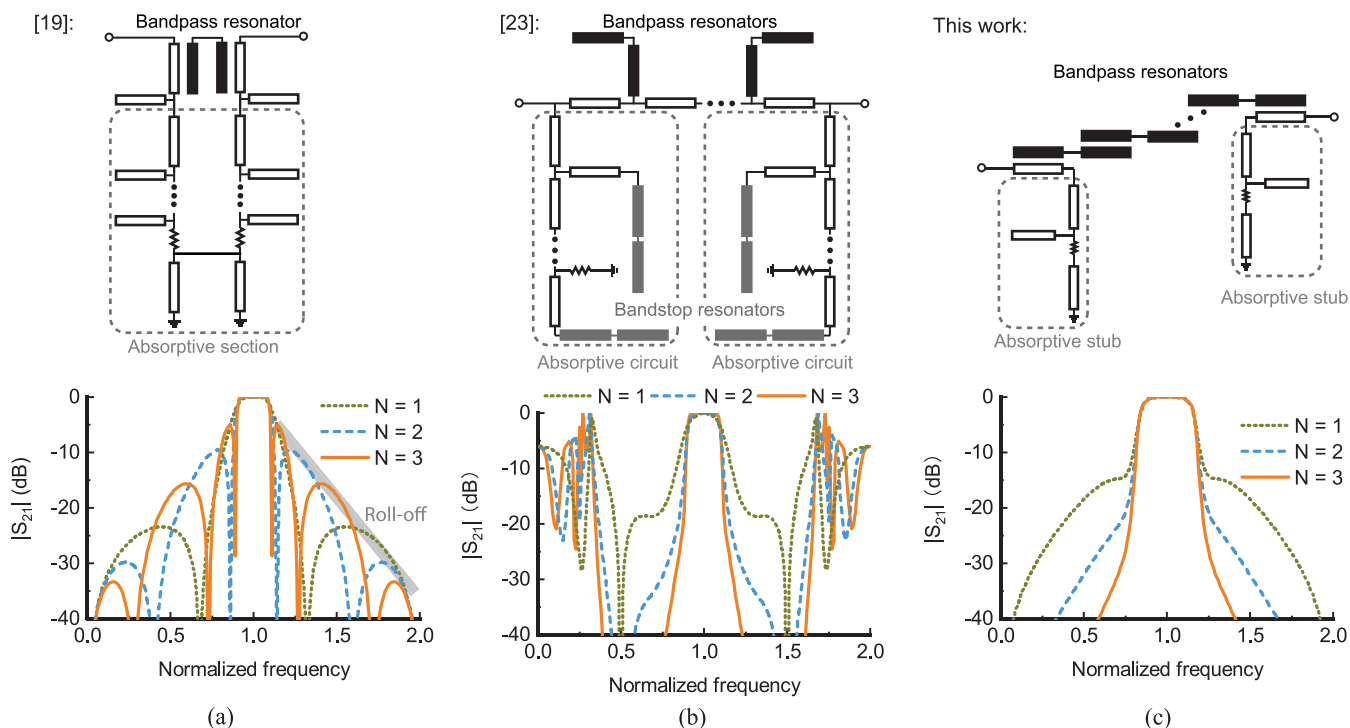 [19]:
Bandpass resonator
Absorptive section
[23]:
Bandpass resonators
Bandstop resonators
Absorptive circuit
Absorptive circuit
This work:
Bandpass resonators
Absorptive stub
Absorptive stub
|S21| (dB)
0
-10
-20
-30
-40
N = 1
N = 2
N = 3
Roll-off
0.0 0.5 1.0 1.5 2.0
Normalized frequency
(a)
N = 1 N = 2 N = 3
|S21| (dB)
0
-10
-20
-30
-40
0.0 0.5 1.0 1.5 2.0
Normalized frequency
(b)
|S21| (dB)
0
-10
-20
-30
-40
N = 1
N = 2
N = 3
0.0 0.5 1.0 1.5 2.0
Normalized frequency
(c)